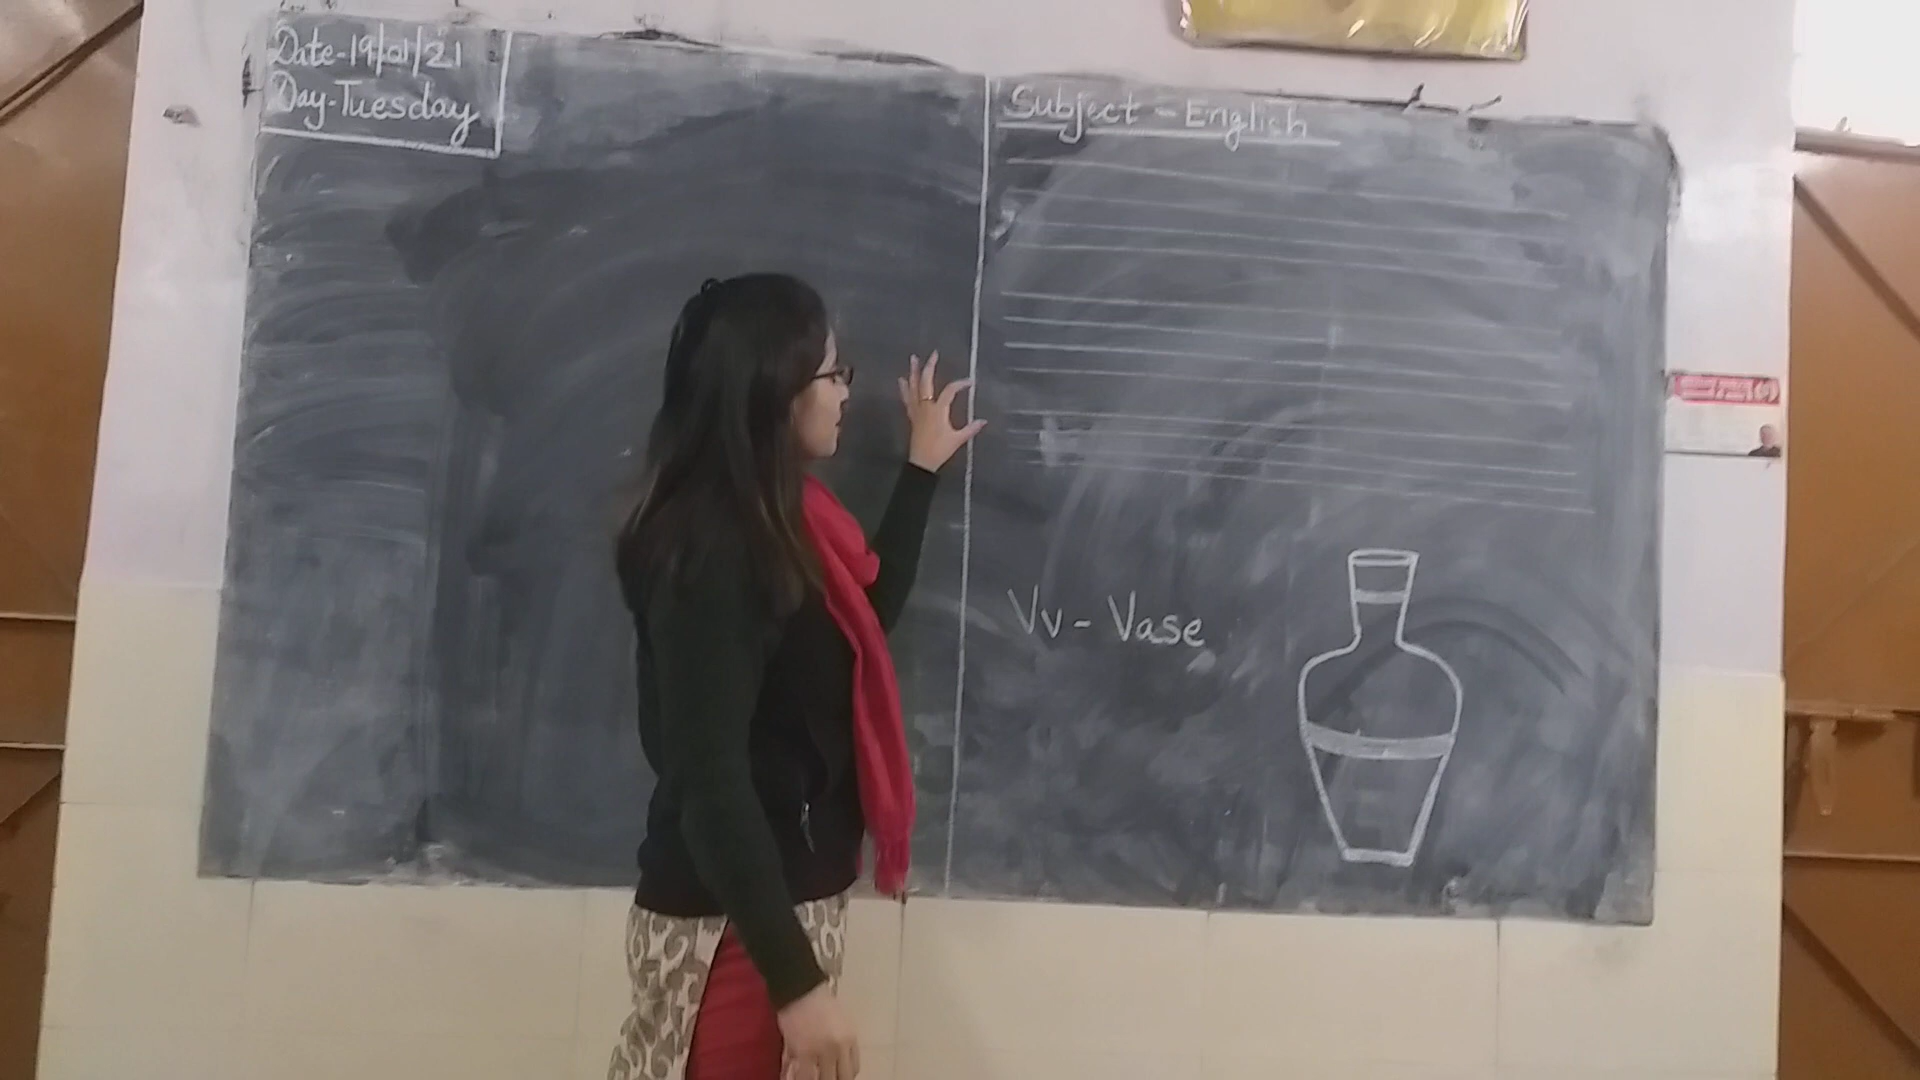 Date-19/01/21
Day-Tuesday
Subject - English
Vv - Vase